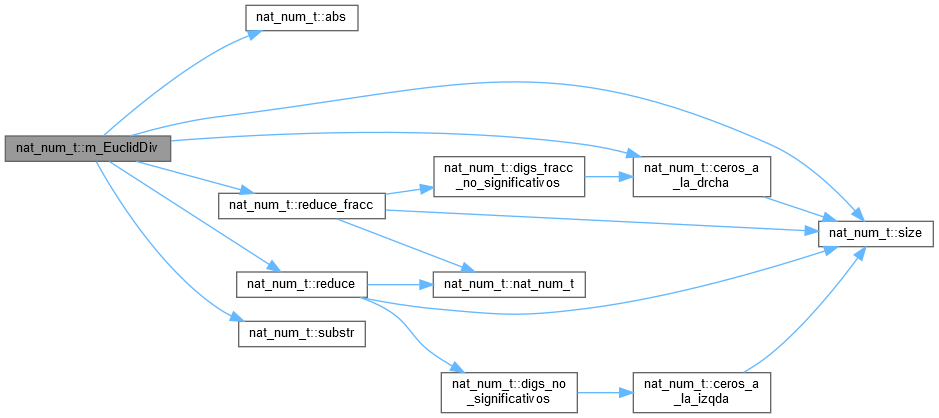 nat_num_t::abs
nat_num_t::m_EuclidDiv
nat_num_t::digs_fracc
_no_significativos
nat_num_t::ceros_a
_la_drcha
nat_num_t::reduce_fracc
nat_num_t::size
nat_num_t::reduce
nat_num_t::nat_num_t
nat_num_t::substr
nat_num_t::digs_no
_significativos
nat_num_t::ceros_a
_la_izqda